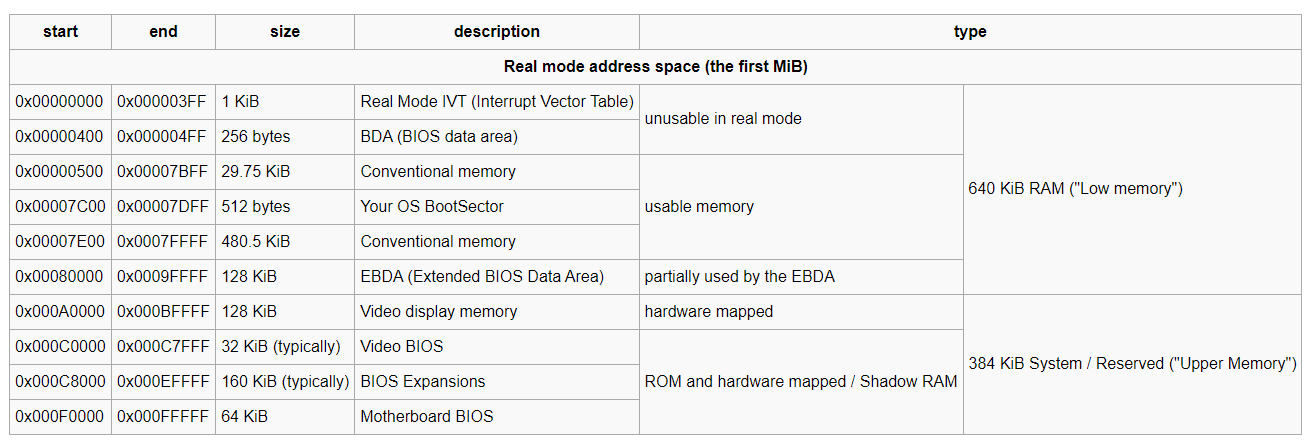 start end size description type
Real mode address space (the first MiB)
0x00000000 0x000003FF 1 KiB Real Mode IVT (Interrupt Vector Table)
unusable in real mode
0x00000400 0x000004FF 256 bytes BDA (BIOS data area)
0x00000500 0x00007BFF 29.75 KiB Conventional memory
640 KiB RAM ("Low memory")
0x00007C00 0x00007DFF 512 bytes Your OS BootSector usable memory
0x00007E00 0x0007FFFF 480.5 KiB Conventional memory
0x00080000 0x0009FFFF 128 KiB EBDA (Extended BIOS Data Area) partially used by the EBDA
0x000A0000 0x000BFFFF 128 KiB Video display memory hardware mapped
0x000C0000 0x000C7FFF 32 KiB (typically) Video BIOS
384 KiB System / Reserved ("Upper Memory")
0x000C8000 0x000EFFFF 160 KiB (typically) BIOS Expansions ROM and hardware mapped / Shadow RAM
0x000F0000 0x000FFFFF 64 KiB Motherboard BIOS